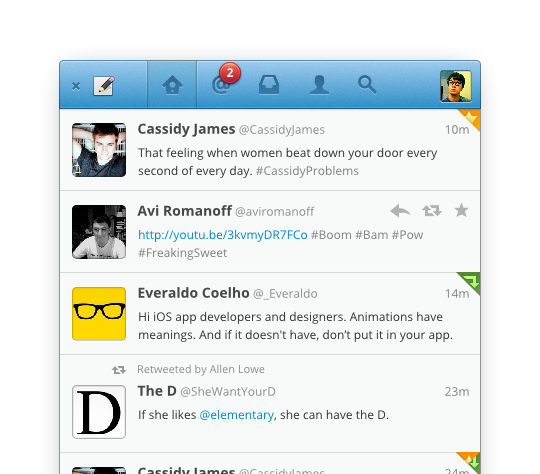 2
Cassidy James @CassidyJames 10m
That feeling when women beat down your door every
second of every day. #CassidyProblems
Avi Romanoff @aviromanoff
http://youtu.be/3kvmyDR7FCo #Boom #Bam #Pow
#FreakingSweet
Everaldo Coelho @_Everaldo 14m
Hi iOS app developers and designers. Animations have
meanings. And if it doesn't have, don't put it in your app.
Retweeted by Allen Lowe
The D @SheWantYourD 23m
D
If she likes @elementary, she can have the D.
Cassidy James @CassidyJames 24m